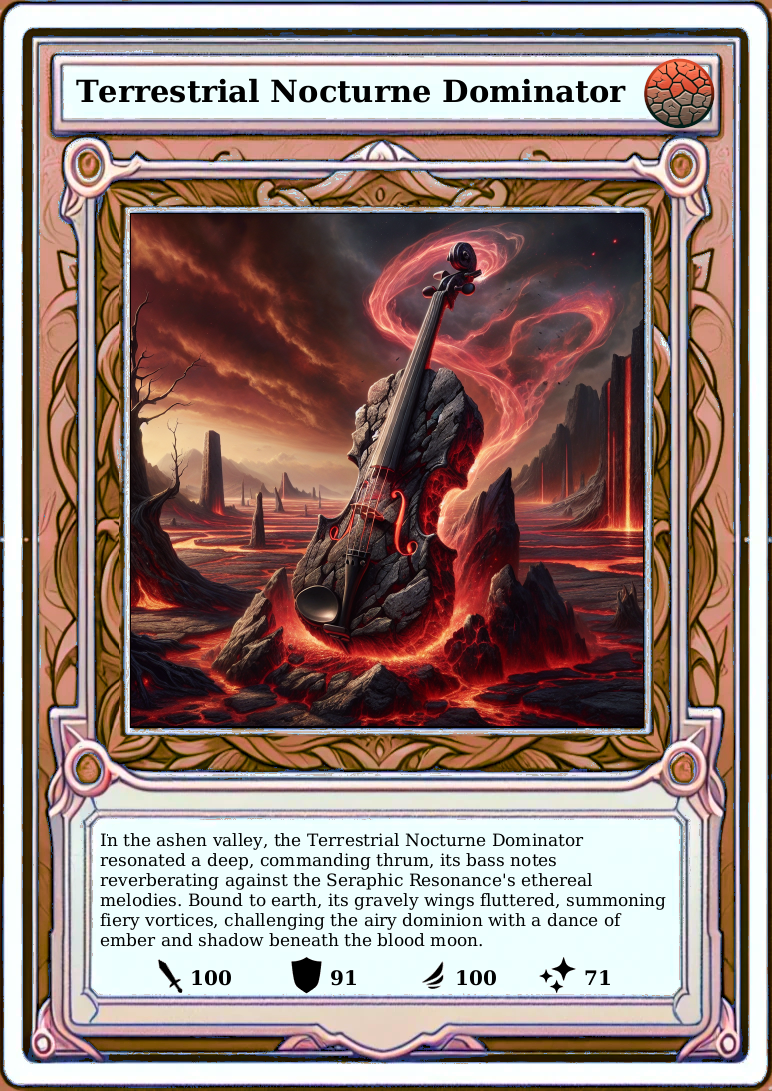 Terrestrial Nocturne Dominator
In the ashen valley, the Terrestrial Nocturne Dominator
resonated a deep, commanding thrum, its bass notes
reverberating against the Seraphic Resonance's ethereal
melodies. Bound to earth, its gravely wings fluttered, summoning
fiery vortices, challenging the airy dominion with a dance of
ember and shadow beneath the blood moon.
100 91 100 71